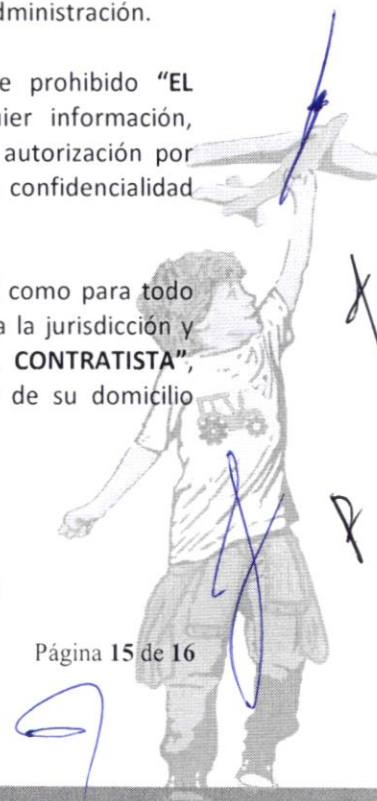 dministración.
e prohibido “EL
uier información,
autorización por
confidencialidad
como para todo
a la jurisdicción y
CONTRATISTA”,
de su domicilio
Página 15 de 16